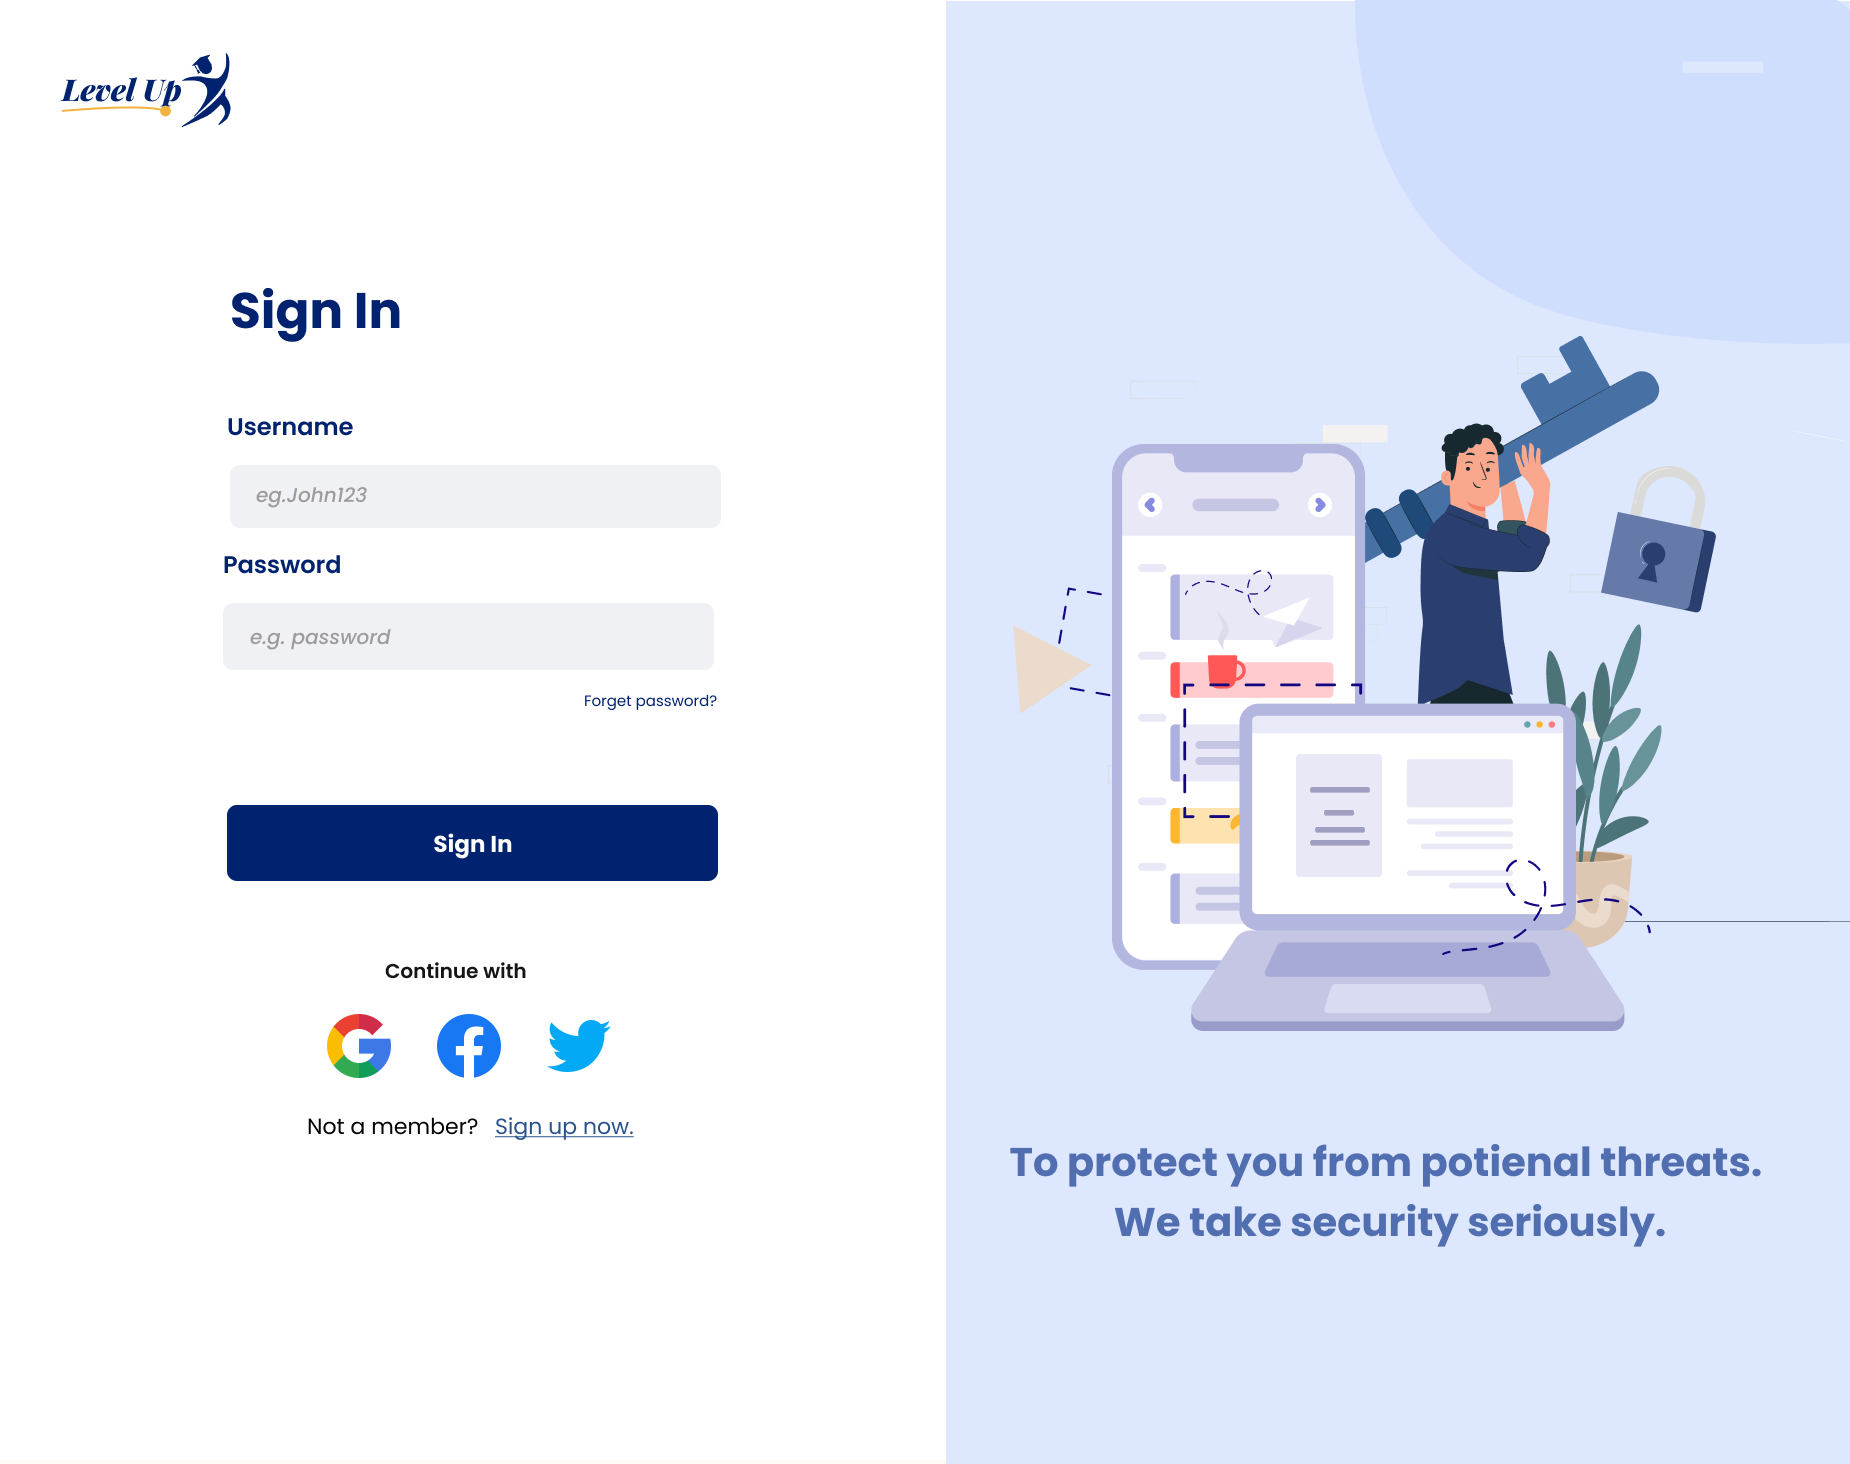 Level Up
Sign In
Username
eg.John123
Password
e.g. password
Forget password?
Sign In
Continue with
Not a member? Sign up now.
To protect you from potienal threats.
We take security seriously.